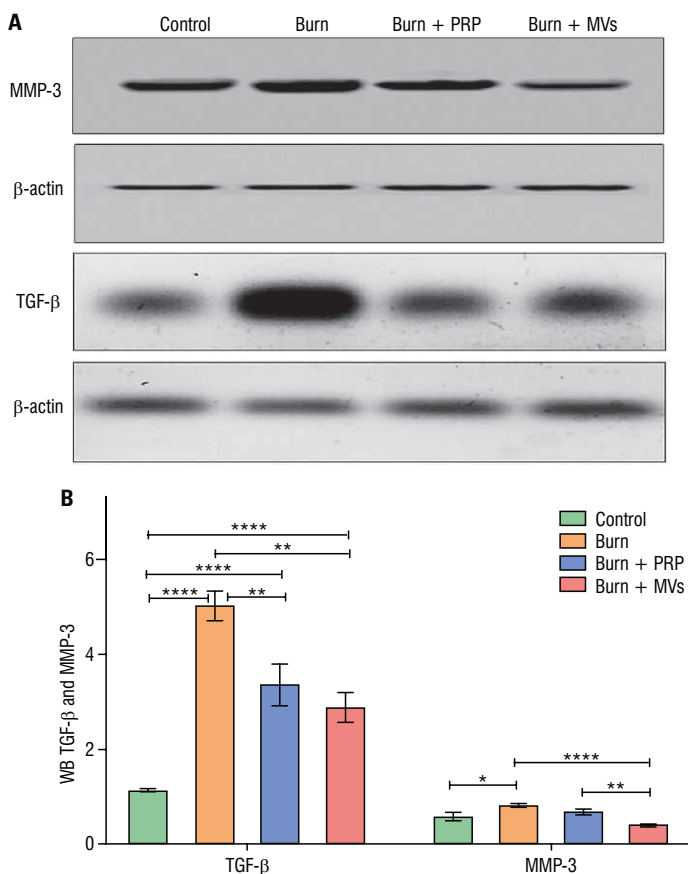 A
Control Burn Burn + PRP Burn + MVs
MMP-3
β-actin
TGF-β
β-actin
B
Control
Burn
Burn + PRP
Burn + MVs
****
**
****
**** **
****
* **
6
4
2
0
WB TGF-β and MMP-3
TGF-β MMP-3